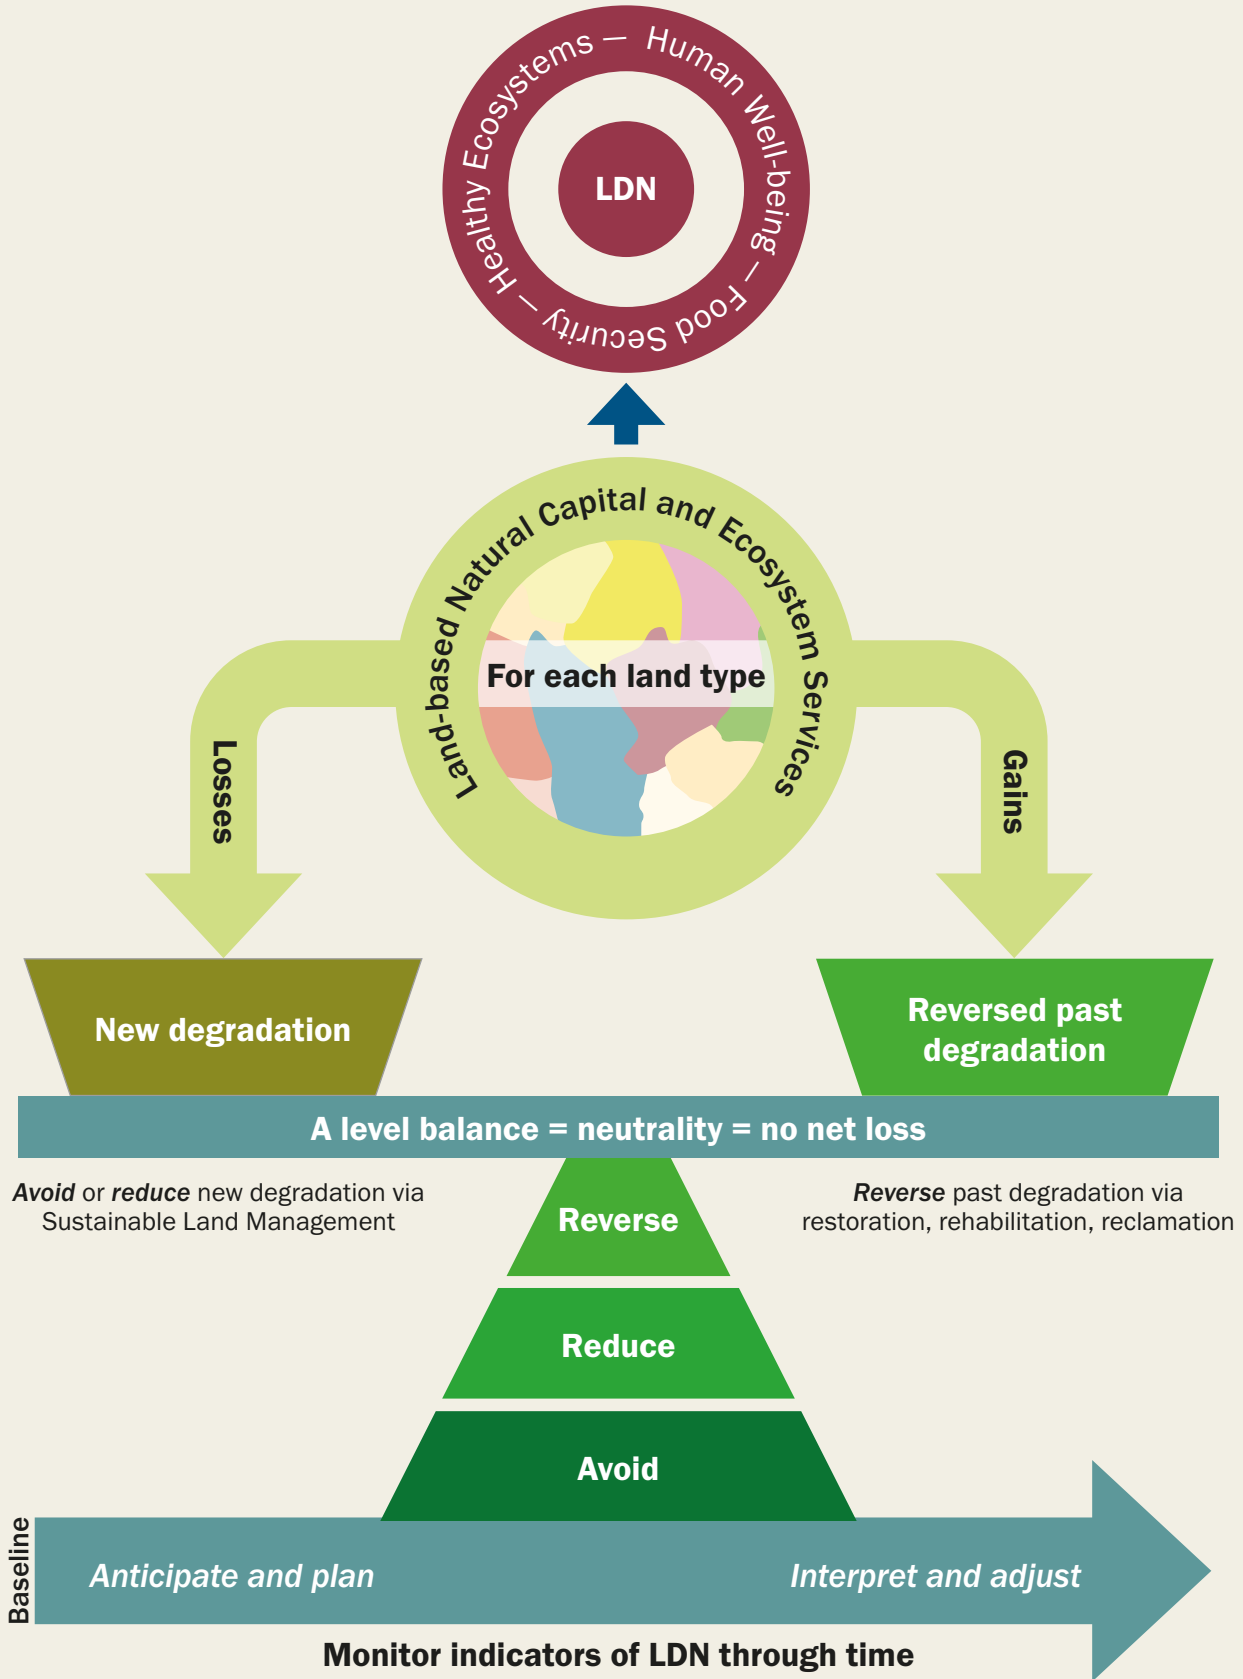 Healthy Ecosystems — Human Well-being — Food Security —
LDN
Land-based Natural Capital and Ecosystem Services
For each land type
Losses
Gains
New degradation
Reversed past
degradation
A level balance = neutrality = no net loss
Avoid or reduce new degradation via
Sustainable Land Management
Reverse past degradation via
restoration, rehabilitation, reclamation
Reverse
Reduce
Avoid
Baseline
Anticipate and plan
Interpret and adjust
Monitor indicators of LDN through time